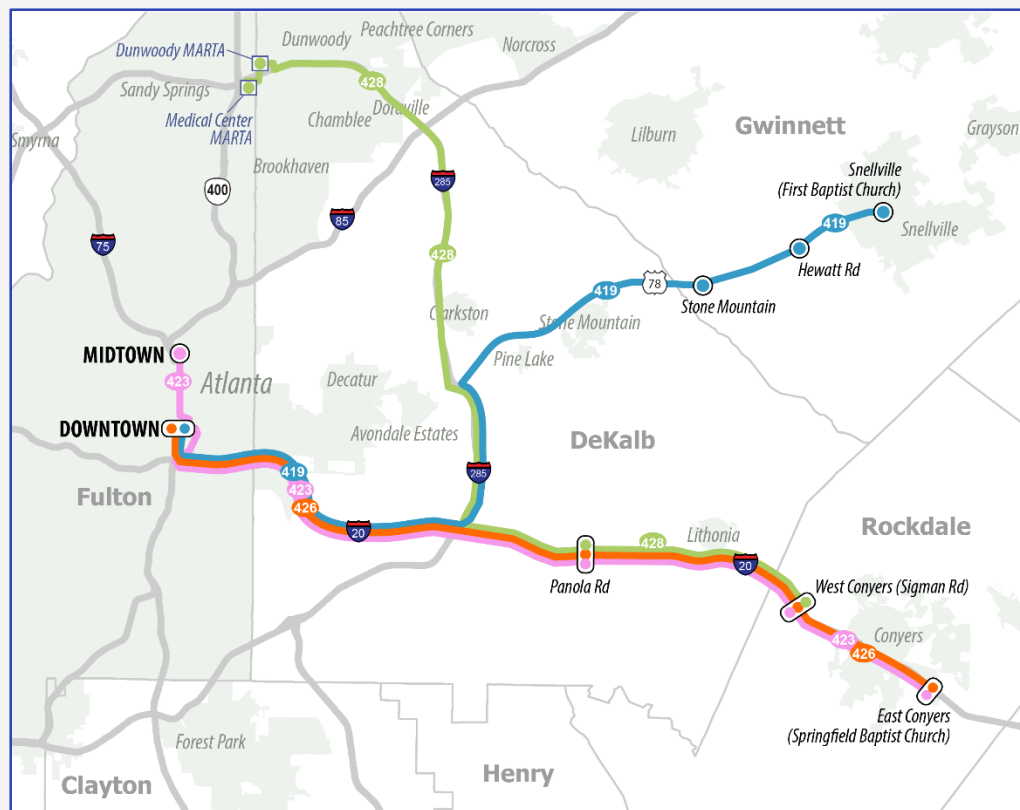 Peachtree Corners
Dunwoody
Dunwoody MARTA
Norcross
Sandy Springs
428
Doraville
Medical Center
MARTA
Chamblee
Smyrna
Lilburn
Gwinnett
Grayson
Brookhaven
400
285
85
Snellville
(First Baptist Church)
419
Snellville
75
428
Hewatt Rd
78
419
Stone Mountain
Clarkston
Stone Mountain
MIDTOWN
Pine Lake
423
Atlanta
Decatur
DOWNTOWN
Avondale Estates
DeKalb
419
285
423
Fulton
426
20
Lithonia
428
Rockdale
20
Panola Rd
West Conyers (Sigman Rd)
423
Conyers
426
East Conyers
(Springfield Baptist Church)
Forest Park
Henry
Clayton